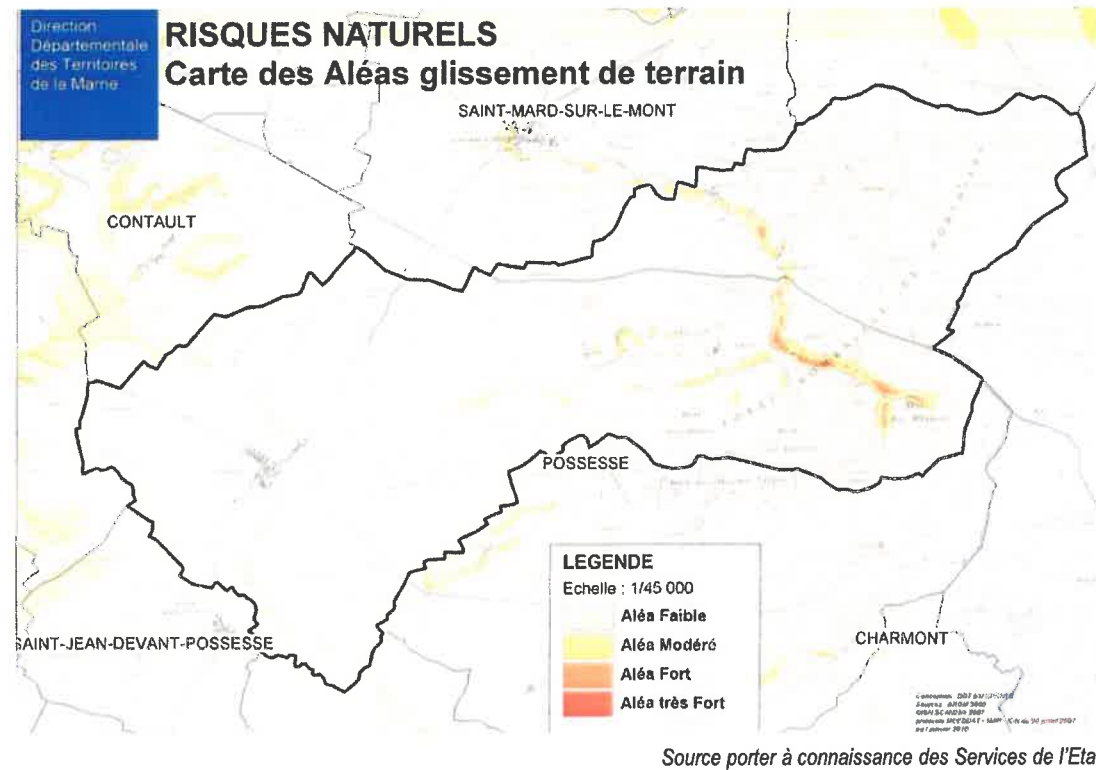 Direction
Départementale
des Territoires
de la Marne
RISQUES NATURELS
Carte des Aléas glissement de terrain
SAINT-MARD-SUR-LE-MONT
CONTAULT
POSSESSE
LEGENDE
Echelle : 1/45 000
Aléa Faible
Aléa Modéré
Aléa Fort
Aléa très Fort
SAINT-JEAN-DEVANT-POSSESSE
CHARMONT
Source porter à connaissance des Services de l'Eta